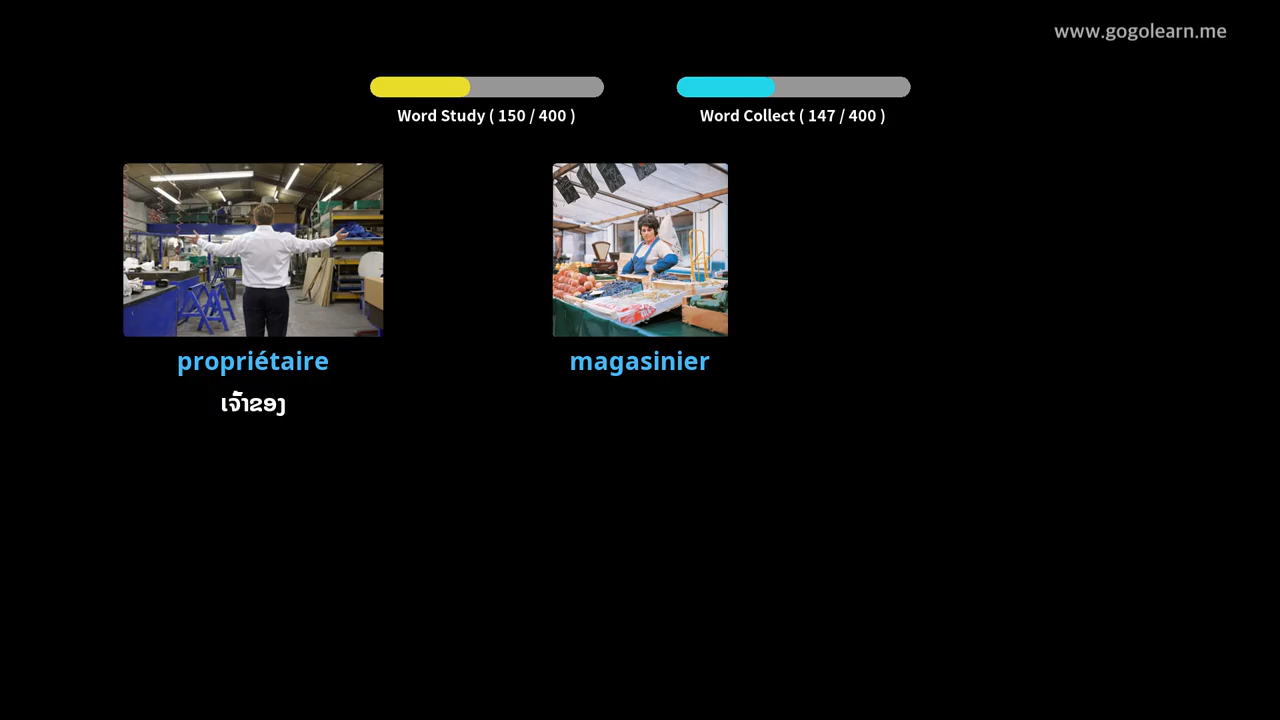 www.gogolearn.me
Word Study ( 150 / 400 )
Word Collect ( 147 / 400 )
propriétaire
magasinier
ເຈົ້າຂອງ